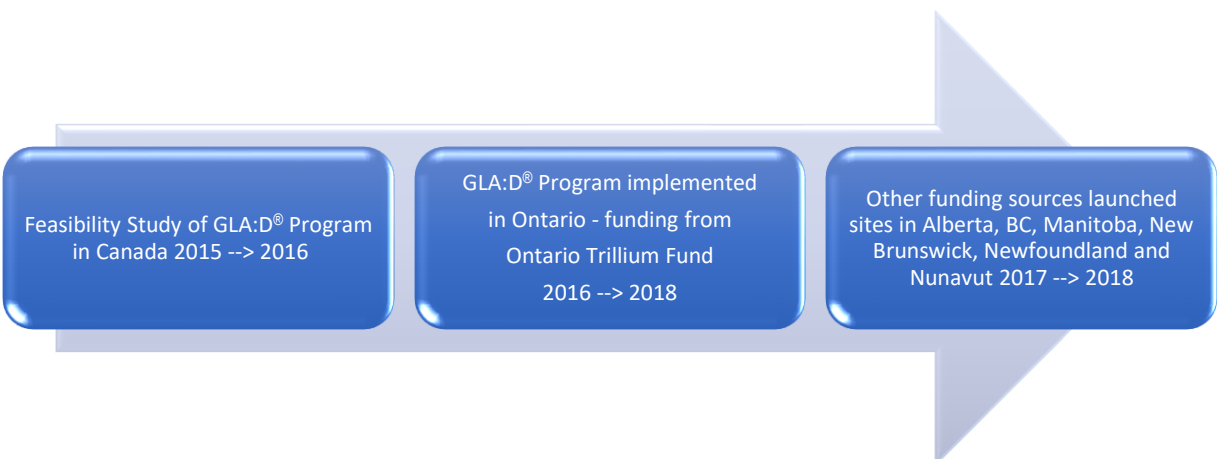 Feasibility Study of GLA:D® Program
in Canada 2015 --> 2016
GLA:D® Program implemented
in Ontario - funding from
Ontario Trillium Fund
2016 --> 2018
Other funding sources launched
sites in Alberta, BC, Manitoba, New
Brunswick, Newfoundland and
Nunavut 2017 --> 2018